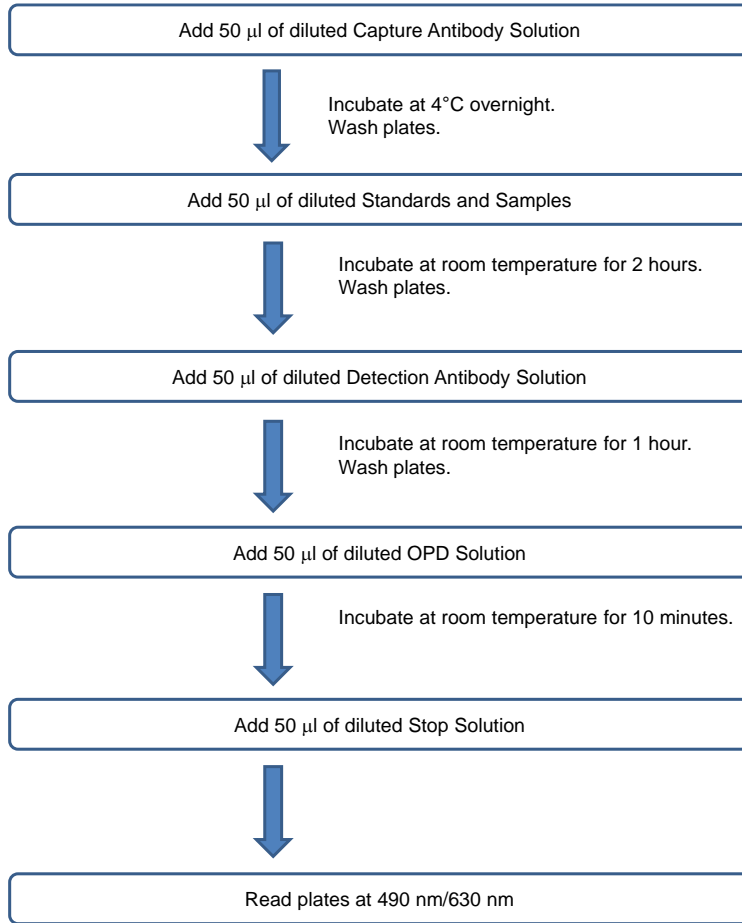 Add 50 μl of diluted Capture Antibody Solution
Incubate at 4°C overnight.
Wash plates.
Add 50 μl of diluted Standards and Samples
Incubate at room temperature for 2 hours.
Wash plates.
Add 50 μl of diluted Detection Antibody Solution
Incubate at room temperature for 1 hour.
Wash plates.
Add 50 μl of diluted OPD Solution
Incubate at room temperature for 10 minutes.
Add 50 μl of diluted Stop Solution
Read plates at 490 nm/630 nm